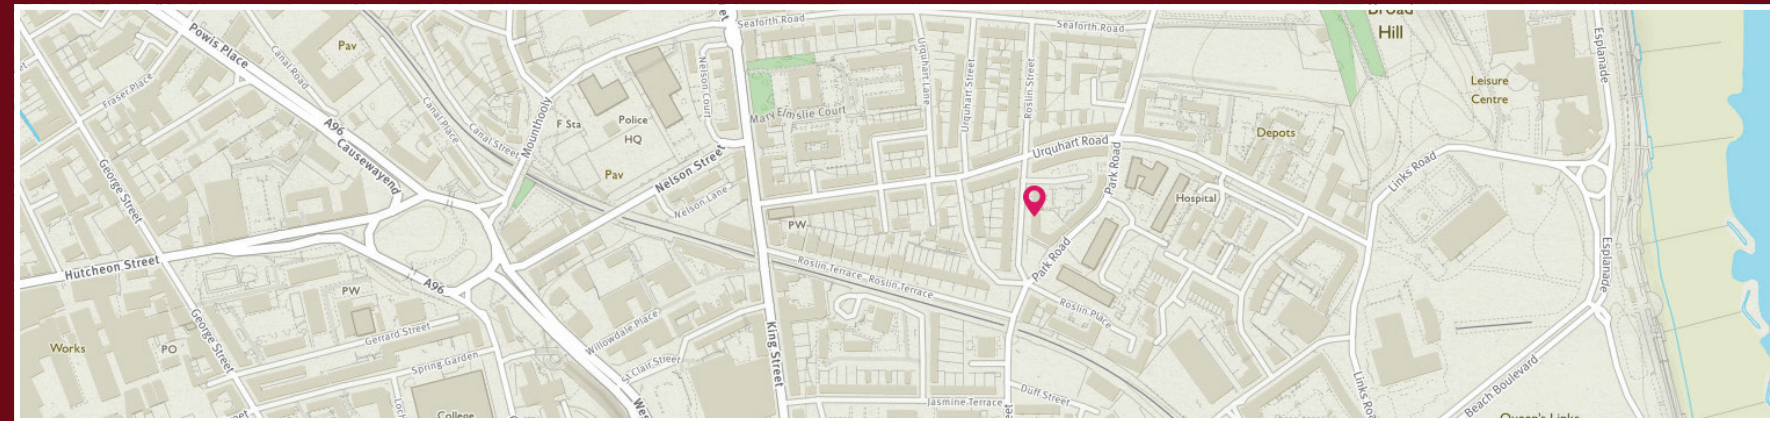 Broad
Hill
Seaforth Road
Seaforth Road
Powis Place
Canal Road
Pav
Esplanade
Fraser Place
Nelson Court
Urquhart Lane
Urquhart Street
Roslin Street
Leisure
Centre
A96
Canal Place
Canal Street
Mounthooly
F Sta
Police
HQ
Mary Elmslie Court
Depots
Causewayend
Urquhart Road
Park Road
Links Road
George Street
Pav
Nelson Street
Nelson Lane
Hospital
PW
Hutcheon Street
A96
PW
Roslin Terrace
Roslin Terrace
Park Road
Roslin Place
Esplanade
George Street
Gerrard Street
Willowdale Place
King Street
Works
PO
Spring Garden
St Clair Street
Duff Street
Jasmine Terrace
Beach Boulevard
College
Queen's Links